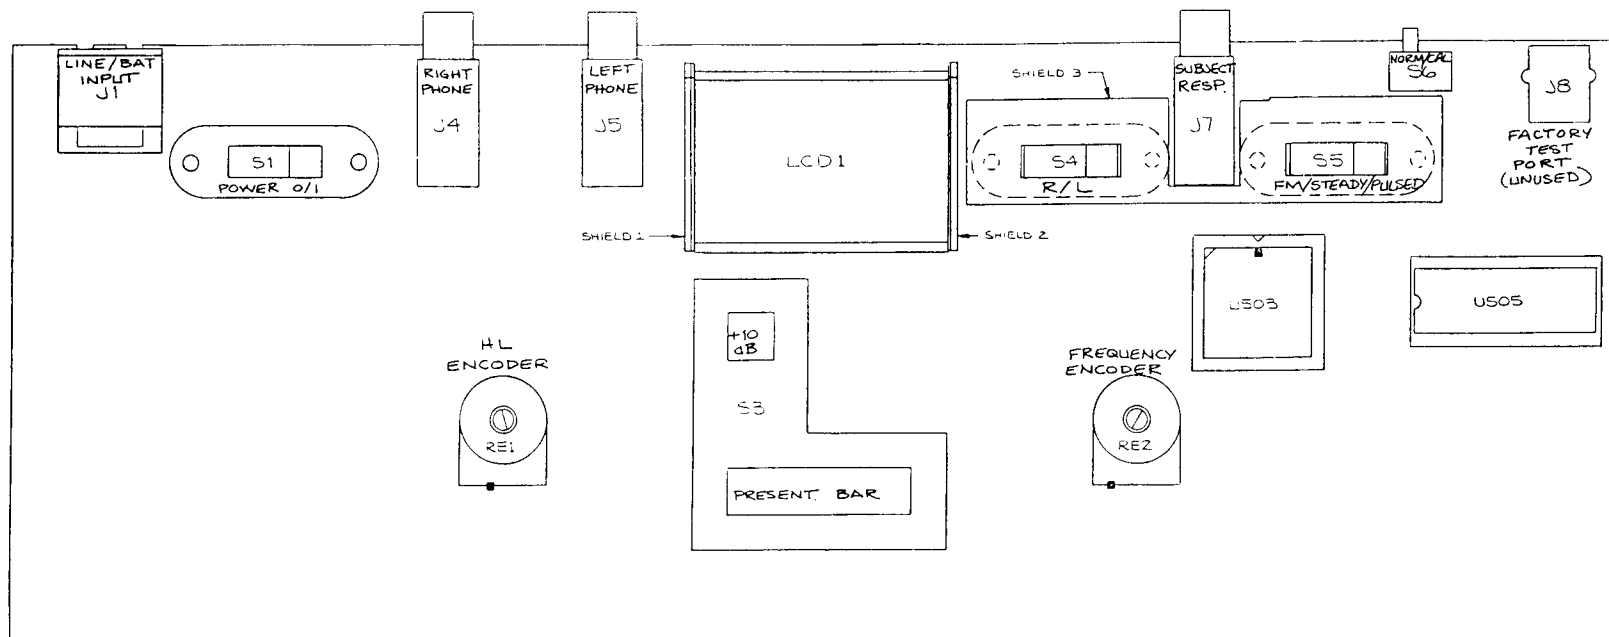 LINE/BAT
INPUT
J1
S1
POWER 0/1
RIGHT
PHONE
J4
LEFT
PHONE
J5
LCD1
SHIELD 1
SHIELD 2
SHIELD 3
S4
R/L
SUBJECT
RESP.
J7
S5
FM/STEADY/PULSED
NORM/CAL
S6
J8
FACTORY
TEST
PORT
(UNUSED)
U503
U505
HL
ENCODER
RE1
+10
dB
S3
PRESENT. BAR
FREQUENCY
ENCODER
RE2